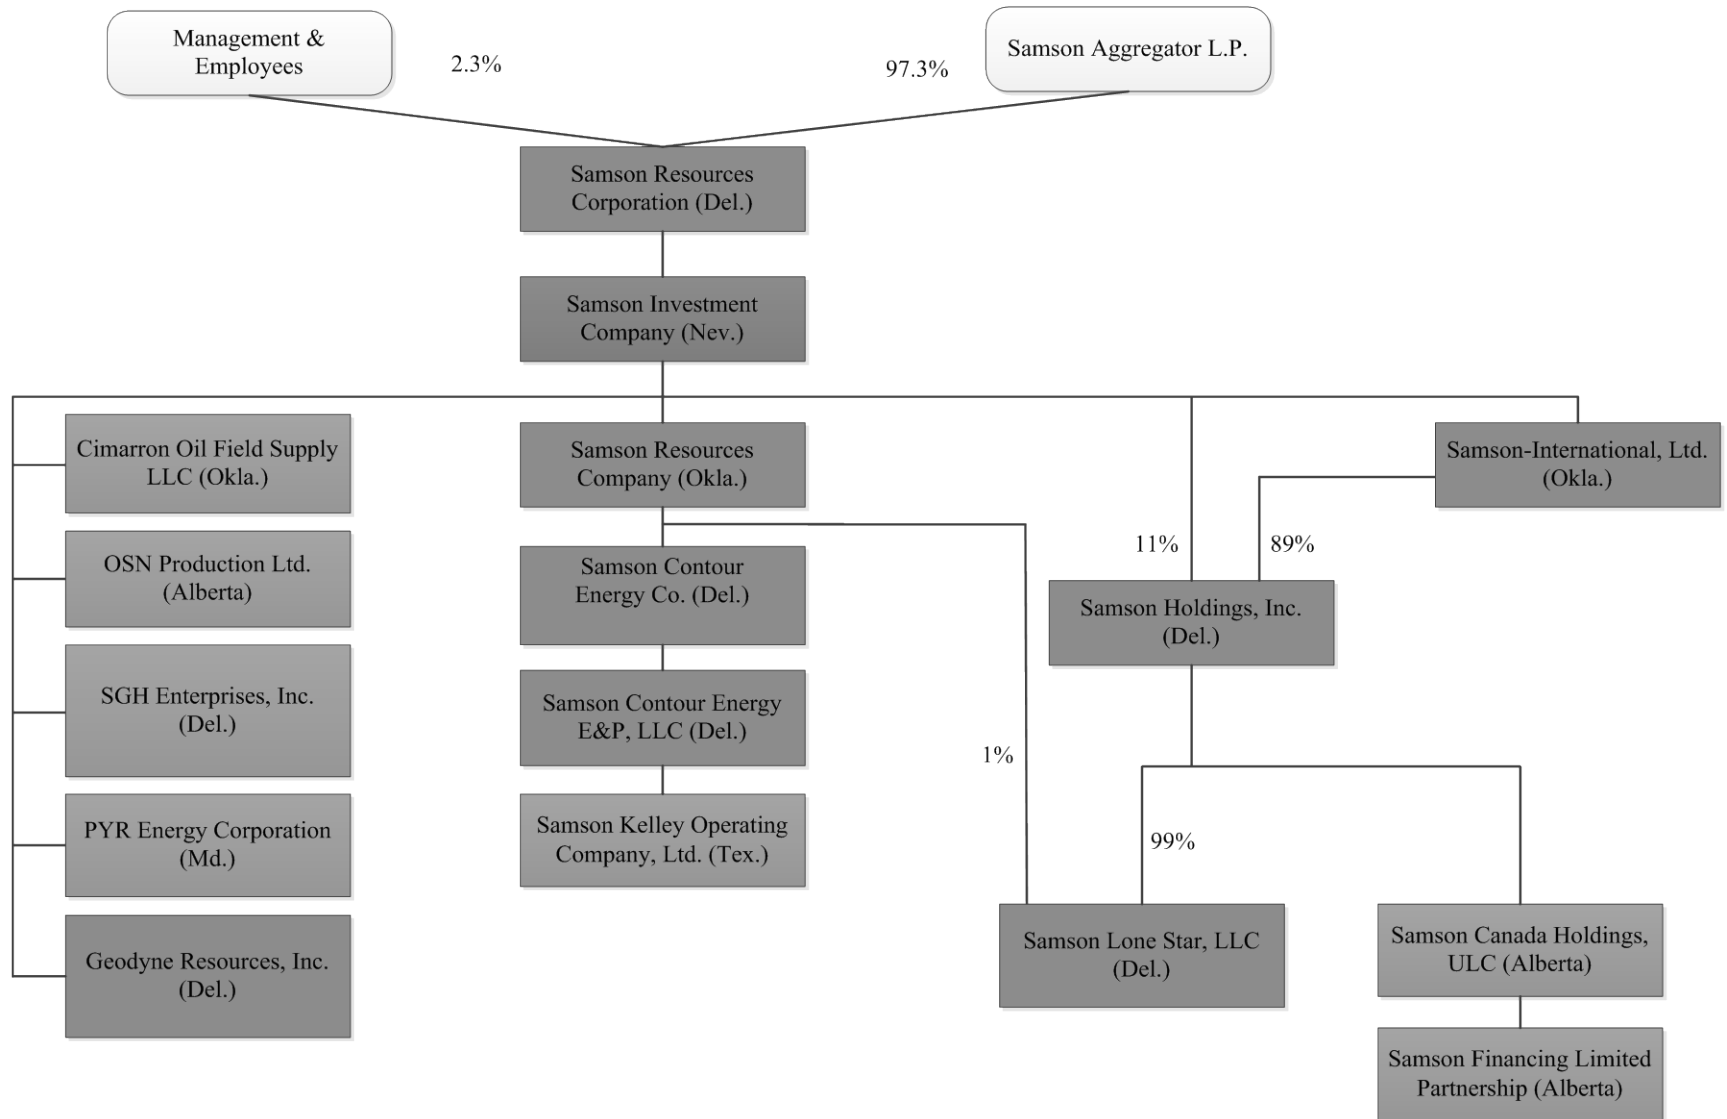 Management &
Employees
2.3%
97.3%
Samson Aggregator L.P.
Samson Resources
Corporation (Del.)
Samson Investment
Company (Nev.)
Cimarron Oil Field Supply
LLC (Okla.)
Samson Resources
Company (Okla.)
Samson-International, Ltd.
(Okla.)
OSN Production Ltd.
(Alberta)
Samson Contour
Energy Co. (Del.)
11%
89%
Samson Holdings, Inc.
(Del.)
SGH Enterprises, Inc.
(Del.)
Samson Contour Energy
E&P, LLC (Del.)
1%
PYR Energy Corporation
(Md.)
Samson Kelley Operating
Company, Ltd. (Tex.)
99%
Geodyne Resources, Inc.
(Del.)
Samson Lone Star, LLC
(Del.)
Samson Canada Holdings,
ULC (Alberta)
Samson Financing Limited
Partnership (Alberta)